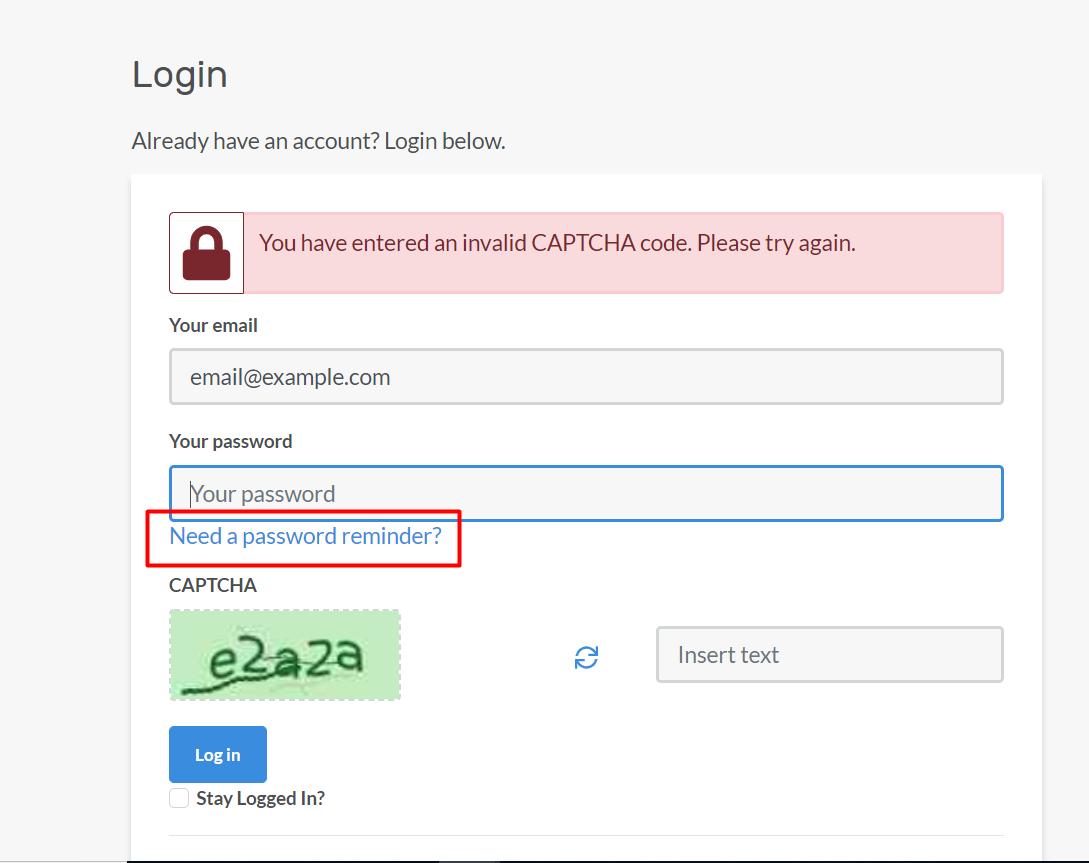 Login
Already have an account? Login below.
You have entered an invalid CAPTCHA code. Please try again.
Your email
email@example.com
Your password
Your password
Need a password reminder?
CAPTCHA
e2a2a
Insert text
Log in
Stay Logged In?